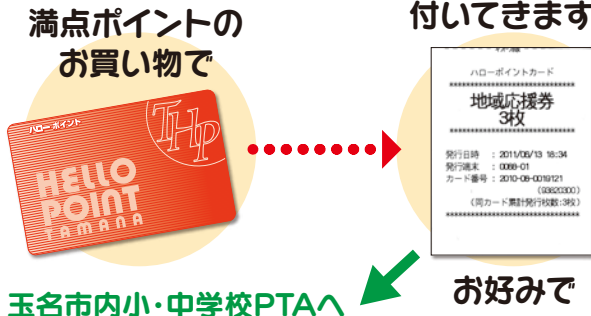 満点ポイントの
お買い物で
ハローポイント
THP
HELLO
POINT
TAMANA
付いてきます
ハローポイントカード
********************************
地域応援券
3枚
********************************
発行日時 : 2011/06/13 16:34
発行端末 : 0066-01
カード番号 : 2010-06-0019121
(93620300)
(同カード累計発行枚数:3枚)
********************************
お好みで
玉名市内小・中学校PTAへ